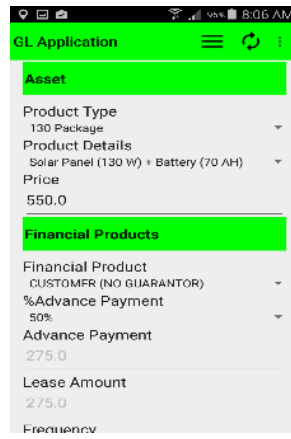 95% 8:06 AM
GL Application
Asset
Product Type
130 Package
Product Details
Solar Panel (130 W) + Battery (70 AH)
Price
550.0
Financial Products
Financial Product
CUSTOMER (NO GUARANTOR)
%Advance Payment
50%
Advance Payment
275.0
Lease Amount
275.0
Frequency